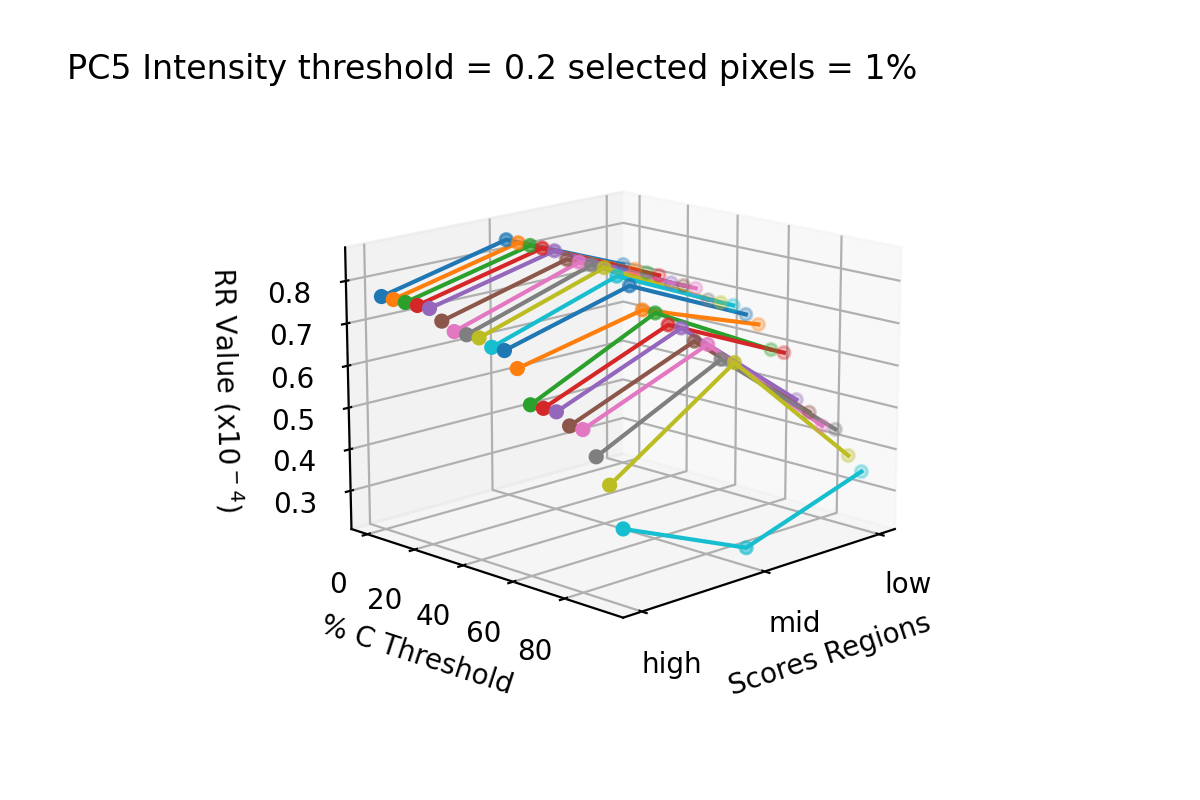 PC5 Intensity threshold = 0.2 selected pixels = 1%
RR Value (x10⁻⁴)
0.8
0.7
0.6
0.5
0.4
0.3
0
20
40
60
80
% C Threshold
high
mid
low
Scores Regions